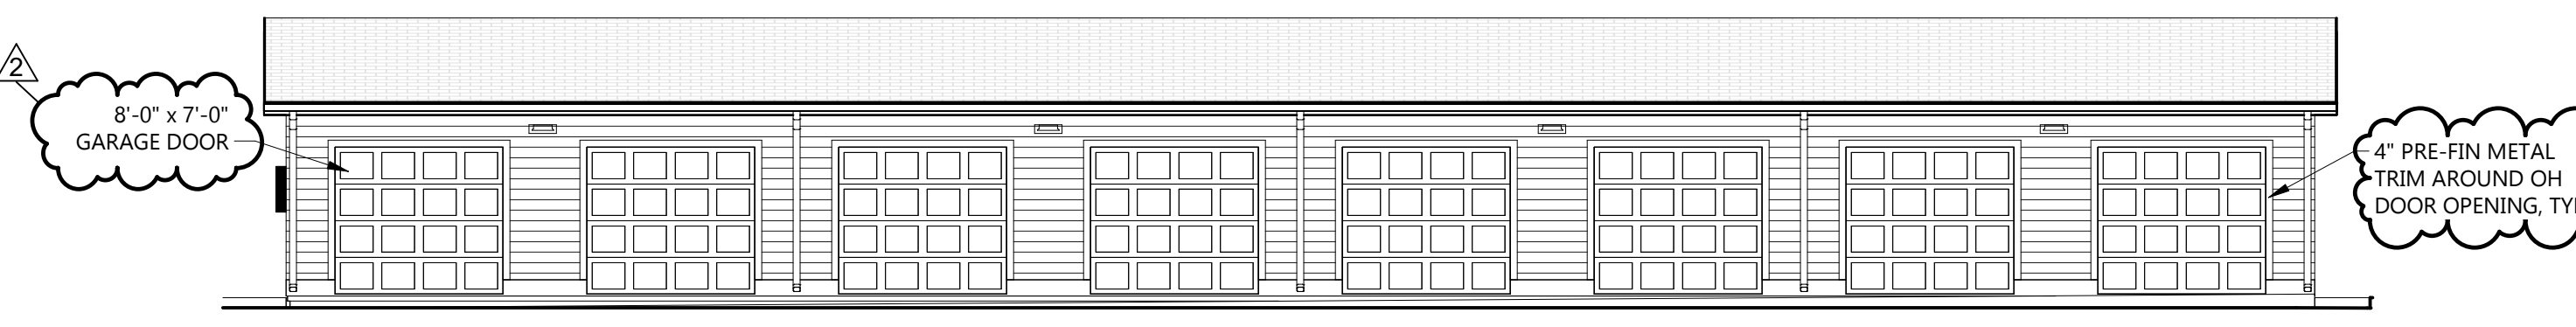 2
8'-0" x 7'-0"
GARAGE DOOR
4" PRE-FIN METAL
TRIM AROUND OH
DOOR OPENING,